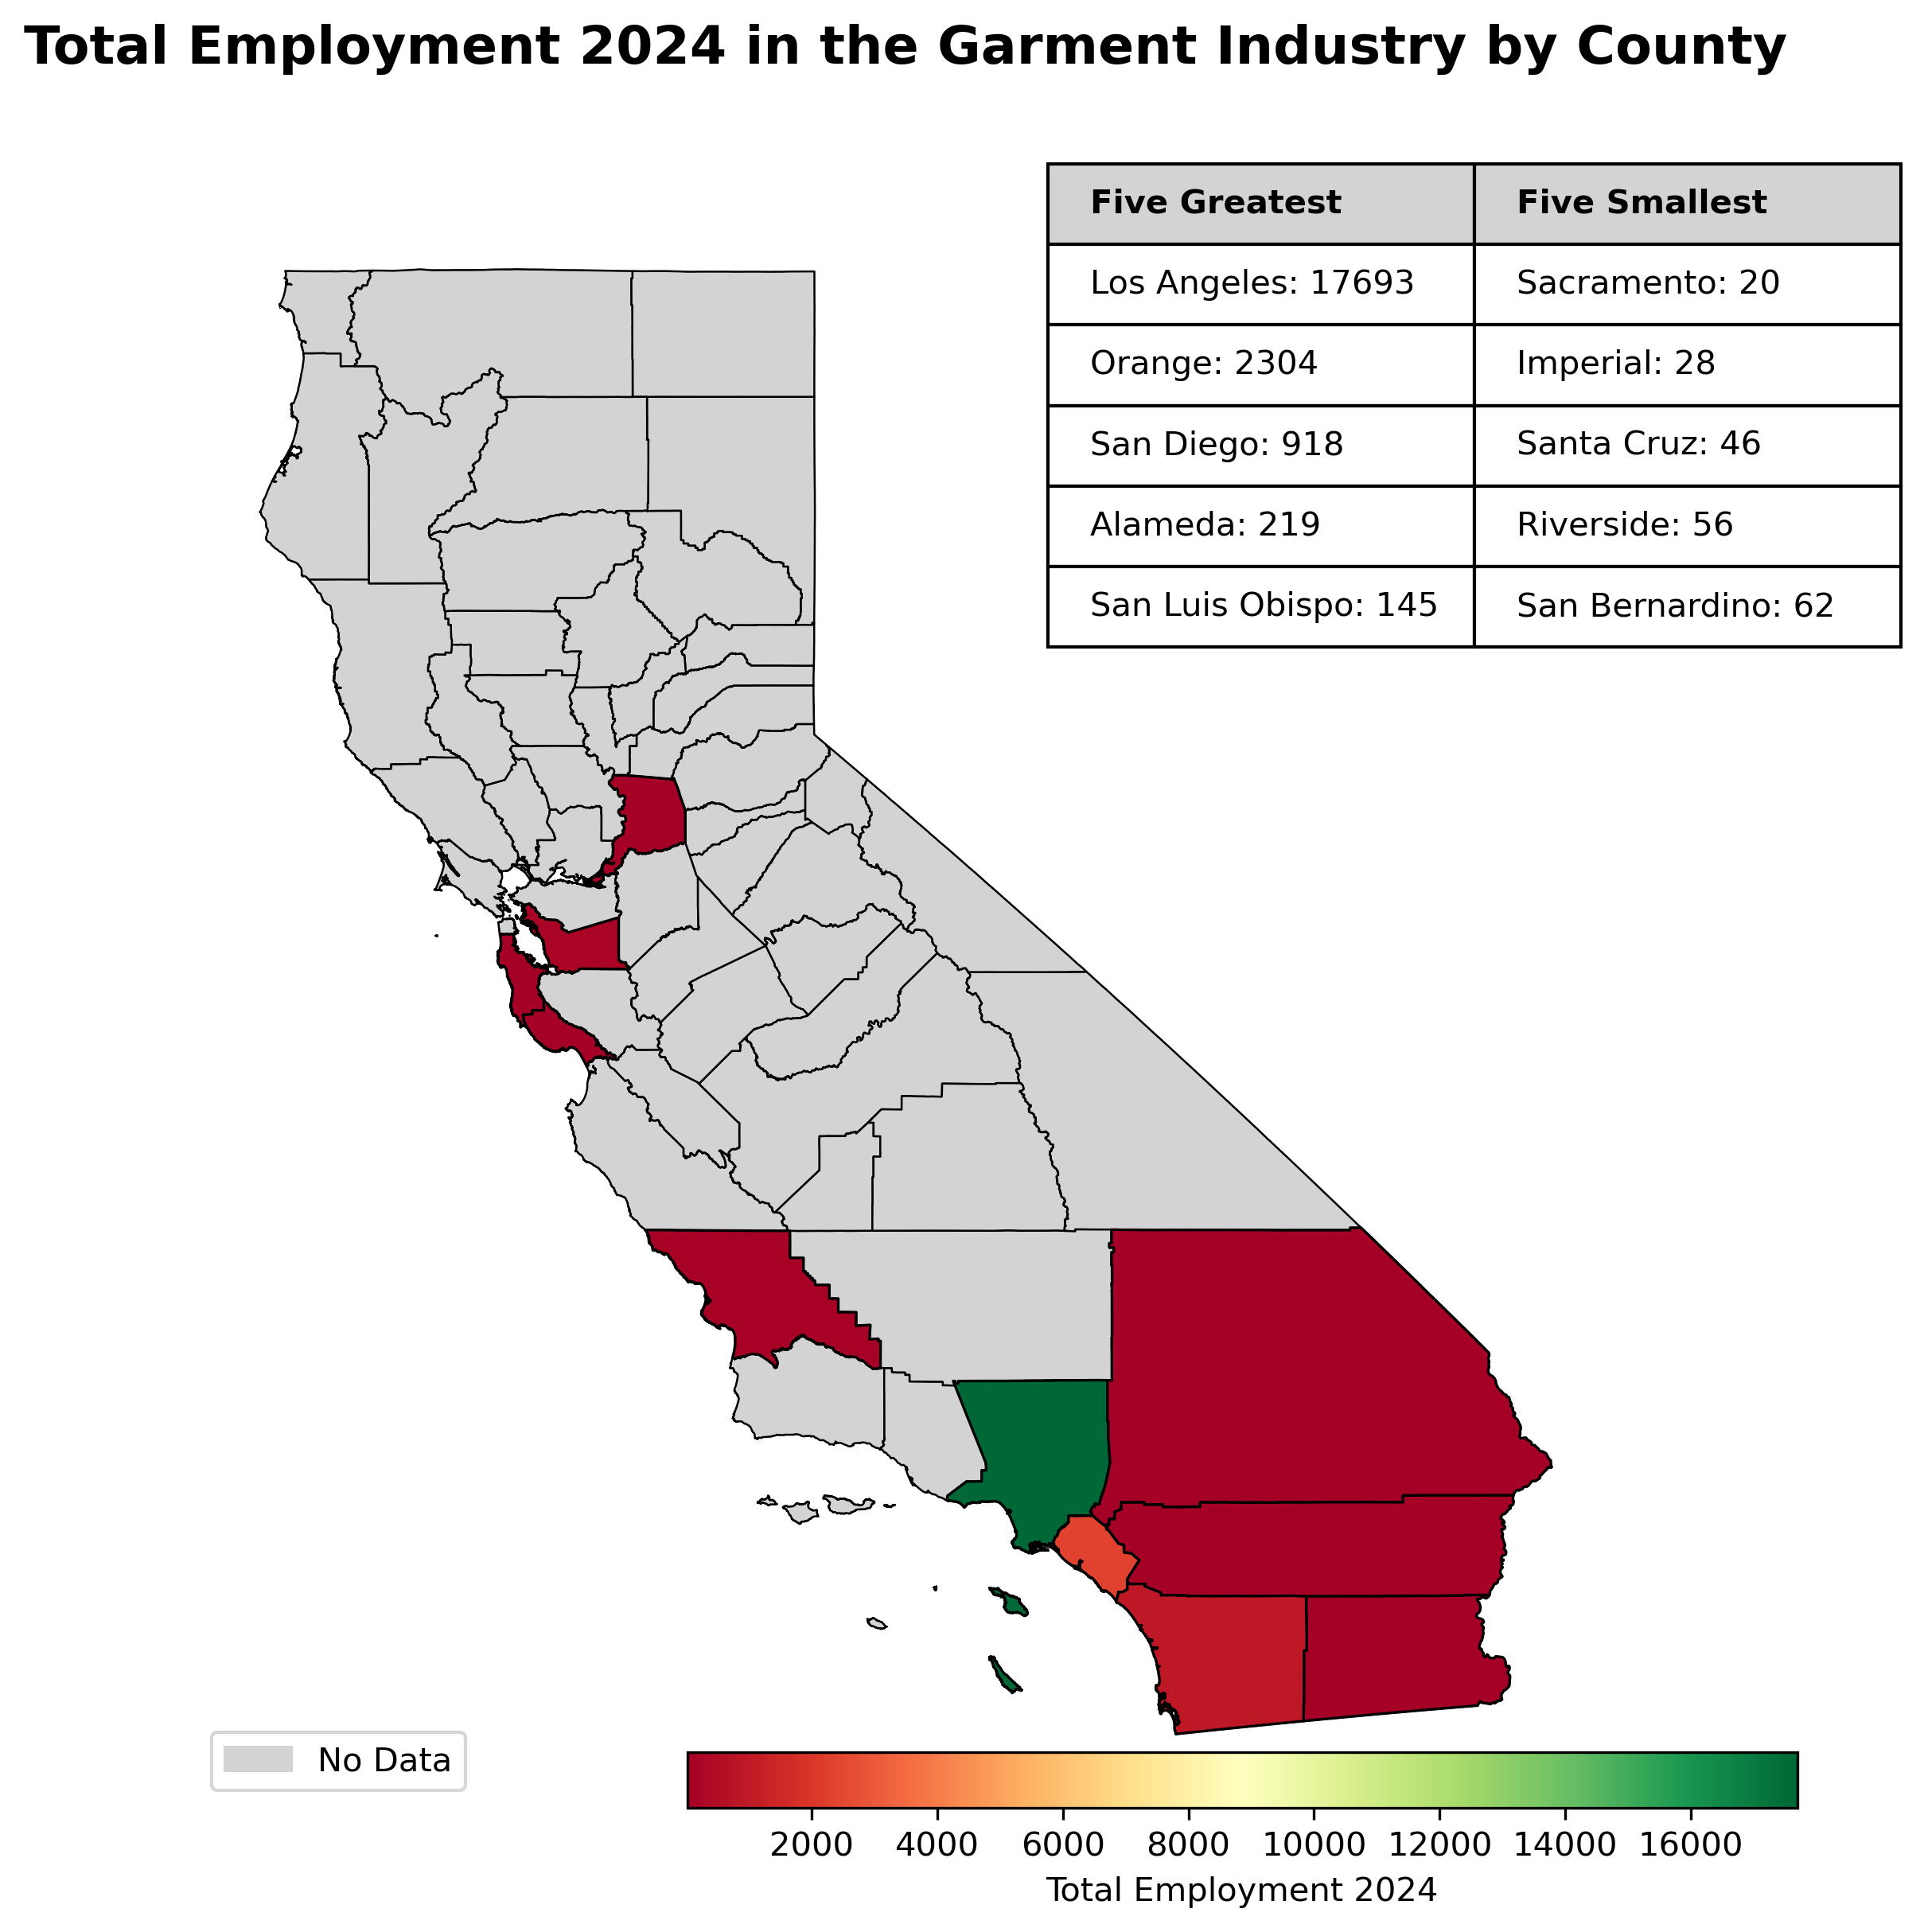 Total Employment 2024 in the Garment Industry by County
Five Greatest Five Smallest
Los Angeles: 17693 Sacramento: 20
Orange: 2304 Imperial: 28
San Diego: 918 Santa Cruz: 46
Alameda: 219 Riverside: 56
San Luis Obispo: 145 San Bernardino: 62
No Data
2000 4000 6000 8000 10000 12000 14000 16000
Total Employment 2024